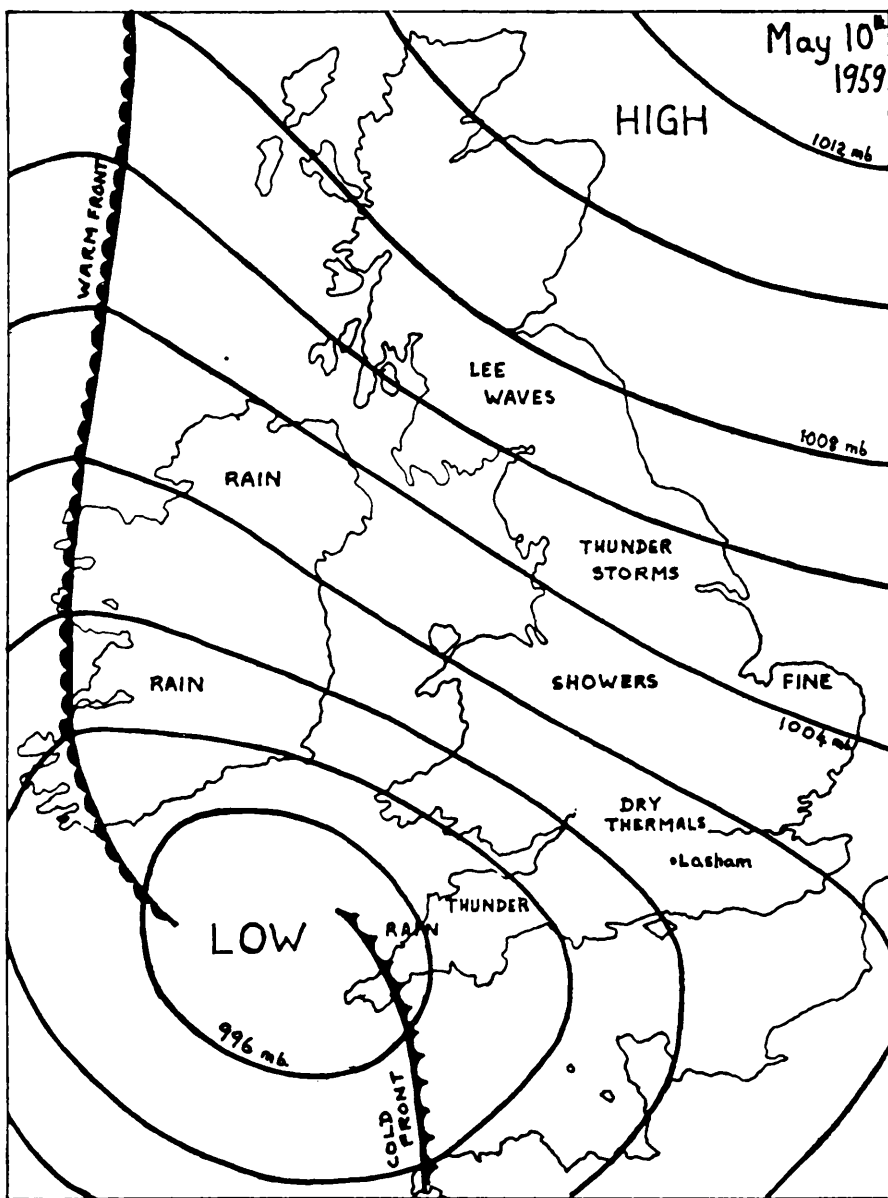 May 10th
1959
HIGH
1012 mb
WARM FRONT
LEE
WAVES
1008 mb
RAIN
THUNDER
STORMS
RAIN
SHOWERS
FINE
1004 mb
DRY
THERMALS
Lasham
THUNDER
RAIN
LOW
996 mb.
COLD
FRONT